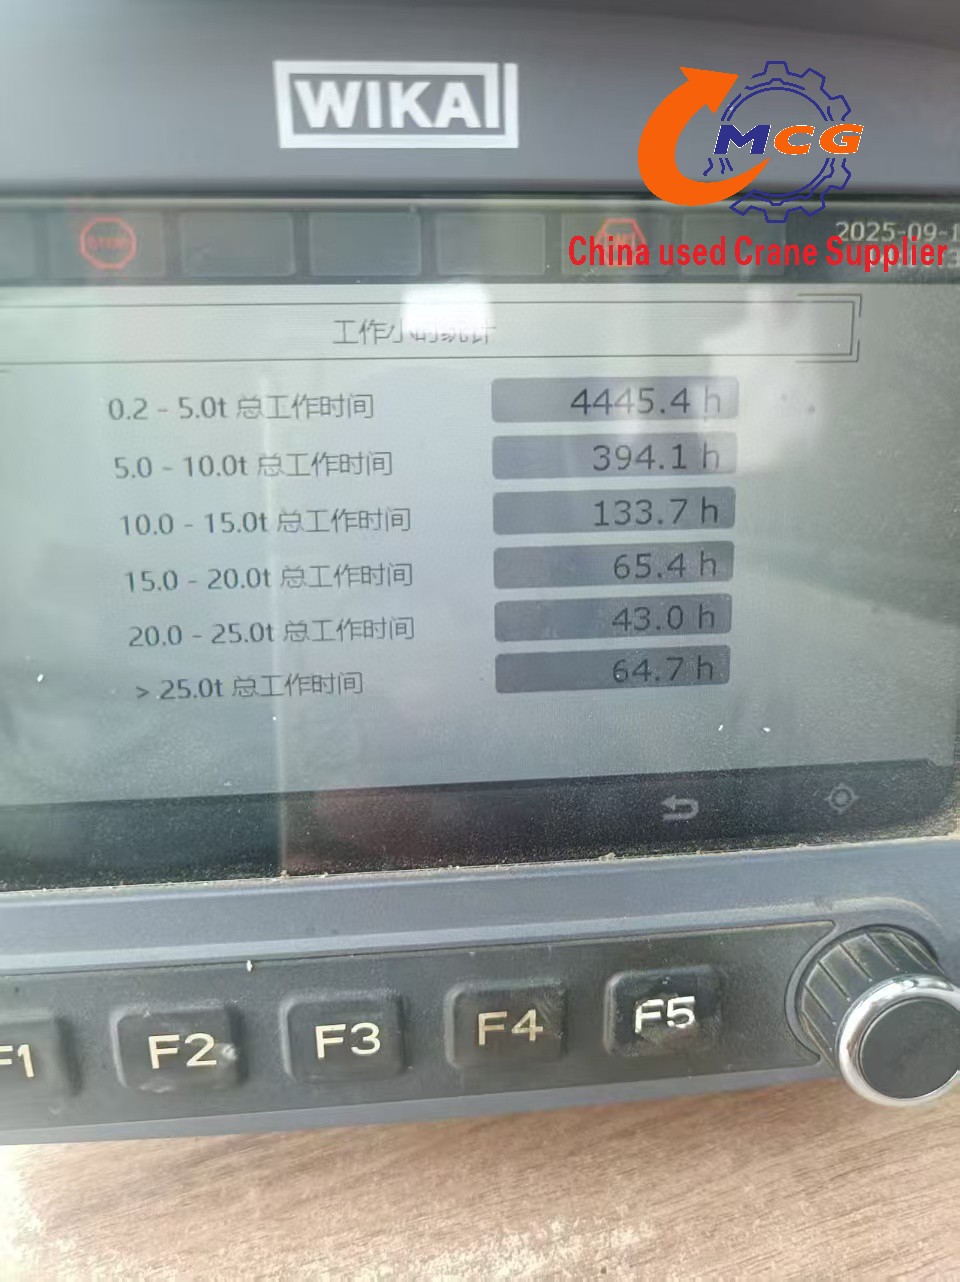 WIKA
MCG
STOP
2025-09-1
China used Crane Supplier
工作小时统计
0.2 - 5.0t 总工作时间 4445.4 h
5.0 - 10.0t 总工作时间 394.1 h
10.0 - 15.0t 总工作时间 133.7 h
15.0 - 20.0t 总工作时间 65.4 h
20.0 - 25.0t 总工作时间 43.0 h
> 25.0t 总工作时间 64.7 h
F1 F2 F3 F4 F5